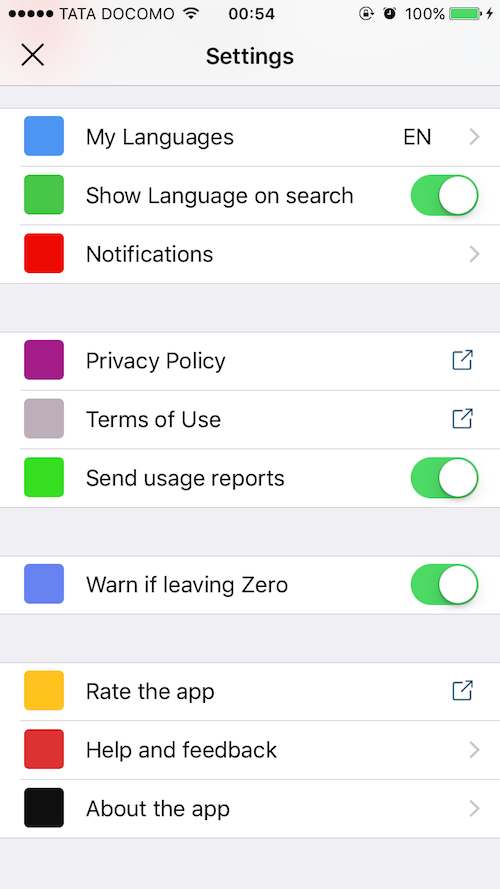 TATA DOCOMO 00:54 100%
Settings
My Languages EN
Show Language on search
Notifications
Privacy Policy
Terms of Use
Send usage reports
Warn if leaving Zero
Rate the app
Help and feedback
About the app